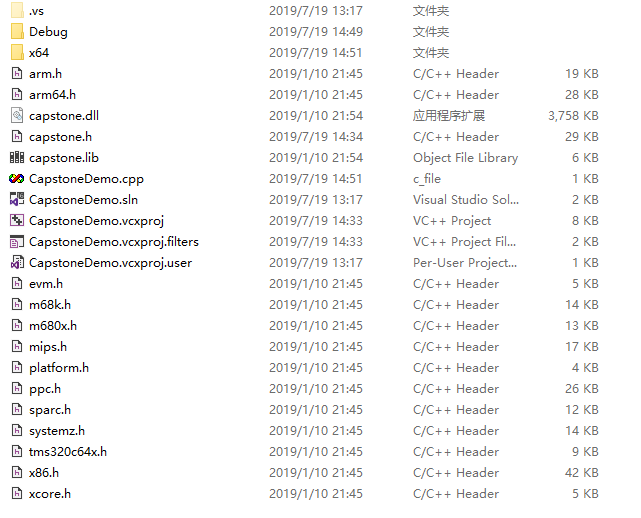 .vs 2019/7/19 13:17 文件夹
Debug 2019/7/19 14:49 文件夹
x64 2019/7/19 14:51 文件夹
arm.h 2019/1/10 21:45 C/C++ Header 19 KB
arm64.h 2019/1/10 21:45 C/C++ Header 28 KB
capstone.dll 2019/1/10 21:54 应用程序扩展 3,758 KB
capstone.h 2019/7/19 14:34 C/C++ Header 29 KB
capstone.lib 2019/1/10 21:54 Object File Library 6 KB
CapstoneDemo.cpp 2019/7/19 14:51 c_file 1 KB
CapstoneDemo.sln 2019/7/19 13:17 Visual Studio Sol... 2 KB
CapstoneDemo.vcxproj 2019/7/19 14:33 VC++ Project 8 KB
CapstoneDemo.vcxproj.filters 2019/7/19 14:33 VC++ Project Fil... 2 KB
CapstoneDemo.vcxproj.user 2019/7/19 13:17 Per-User Project... 1 KB
evm.h 2019/1/10 21:45 C/C++ Header 5 KB
m68k.h 2019/1/10 21:45 C/C++ Header 14 KB
m680x.h 2019/1/10 21:45 C/C++ Header 13 KB
mips.h 2019/1/10 21:45 C/C++ Header 17 KB
platform.h 2019/1/10 21:45 C/C++ Header 4 KB
ppc.h 2019/1/10 21:45 C/C++ Header 26 KB
sparc.h 2019/1/10 21:45 C/C++ Header 12 KB
systemz.h 2019/1/10 21:45 C/C++ Header 14 KB
tms320c64x.h 2019/1/10 21:45 C/C++ Header 9 KB
x86.h 2019/1/10 21:45 C/C++ Header 42 KB
xcore.h 2019/1/10 21:45 C/C++ Header 5 KB